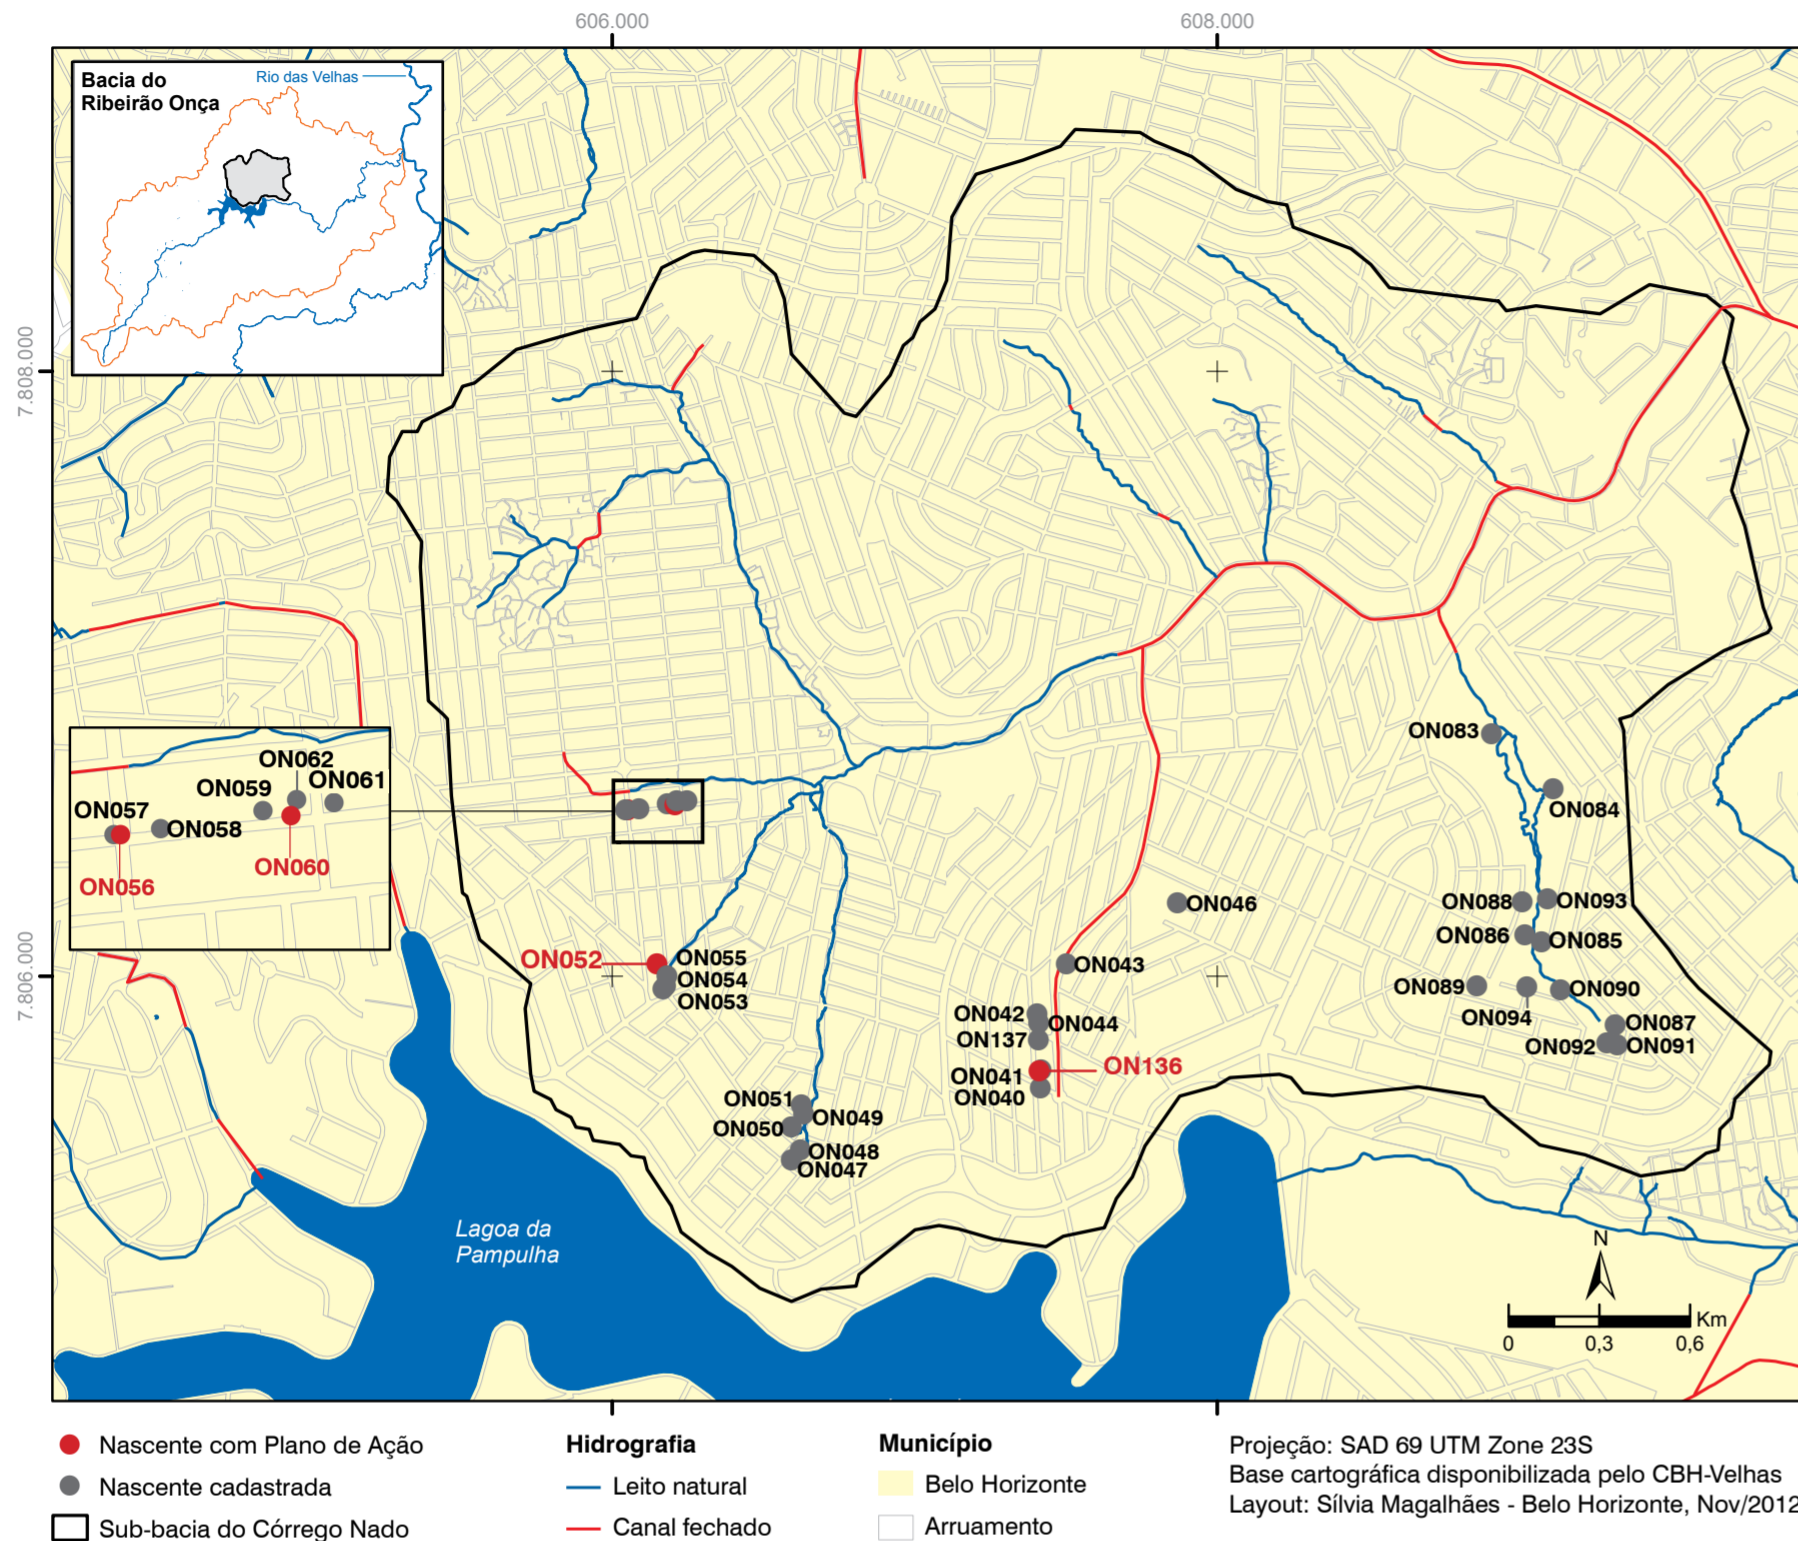 606.000
608.000
Bacia do
Ribeirão Onça
Rio das Velhas
7.808.000
ON062
ON059
ON061
ON057
ON058
ON060
ON056
ON083
ON084
ON046
ON088
ON093
ON086
ON085
ON052
ON055
ON054
ON053
ON043
ON089
ON090
ON094
7.806.000
ON042
ON044
ON137
ON087
ON092
ON091
ON041
ON136
ON040
ON051
ON049
ON050
ON048
ON047
Lagoa da
Pampulha
N
Km
0
0,3
0,6
Nascente com Plano de Ação
Nascente cadastrada
Sub-bacia do Córrego Nado
Hidrografia
Leito natural
Canal fechado
Município
Belo Horizonte
Arruamento
Projeção: SAD 69 UTM Zone 23S
Base cartográfica disponibilizada pelo CBH-Velhas
Layout: Sílvia Magalhães - Belo Horizonte, Nov/2012